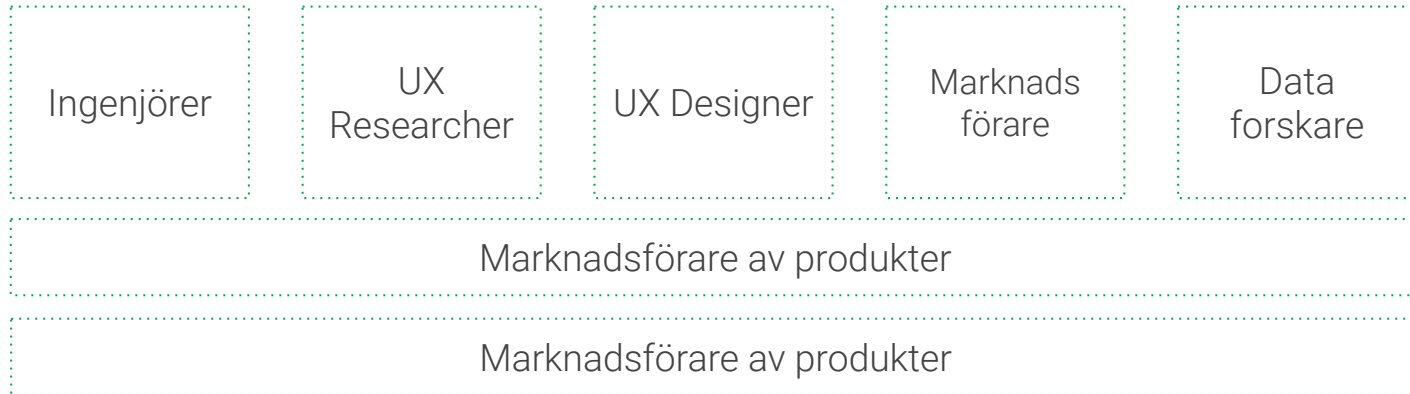 Ingenjörer
UX
Researcher
UX Designer
Marknads
förare
Data
forskare
Marknadsförare av produkter
Marknadsförare av produkter